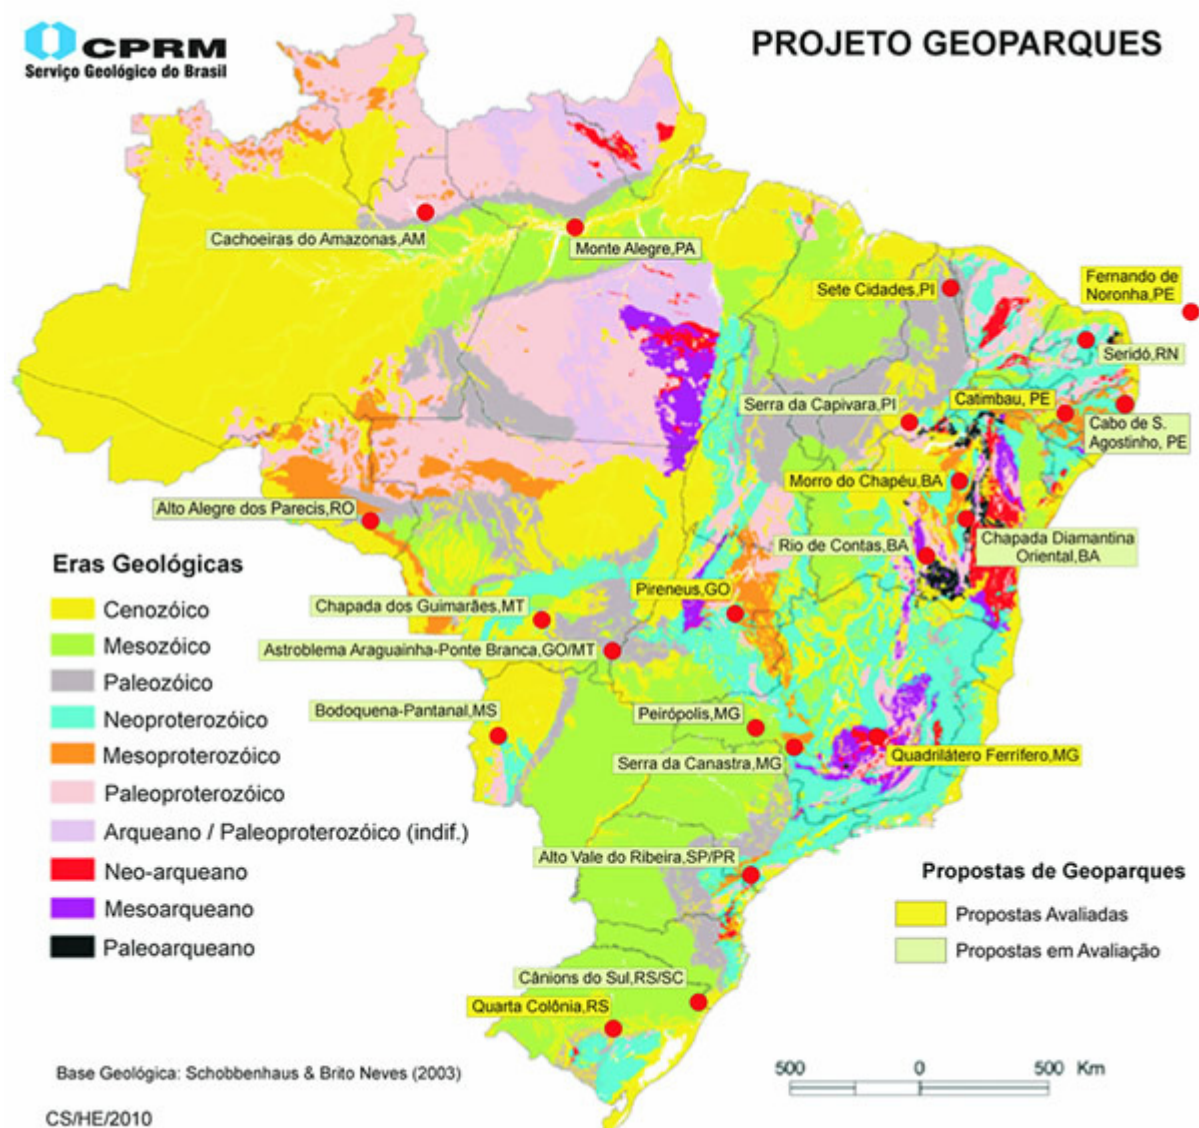 CPRM
Serviço Geológico do Brasil
PROJETO GEOPARQUES
Cachoeiras do Amazonas,AM
Monte Alegre,PA
Sete Cidades,PI
Fernando de
Noronha,PE
Seridó,RN
Serra da Capivara,PI
Catimbau, PE
Cabo de S.
Agostinho, PE
Morro do Chapéu,BA
Alto Alegre dos Parecis,RO
Rio de Contas,BA
Chapada Diamantina
Oriental,BA
Pireneus,GO
Chapada dos Guimarães,MT
Astroblema Araguainha-Ponte Branca,GO/MT
Bodoquena-Pantanal,MS
Peirópolis,MG
Serra da Canastra,MG
Quadrilátero Ferrífero,MG
Alto Vale do Ribeira,SP/PR
Cânions do Sul,RS/SC
Quarta Colônia,RS
Eras Geológicas
Cenozóico
Mesozóico
Paleozóico
Neoproterozóico
Mesoproterozóico
Paleoproterozóico
Arqueano / Paleoproterozóico (indif.)
Neo-arqueano
Mesoarqueano
Paleoarqueano
Propostas de Geoparques
Propostas Avaliadas
Propostas em Avaliação
500 0 500 Km
Base Geológica: Schobbenhaus & Brito Neves (2003)
CS/HE/2010